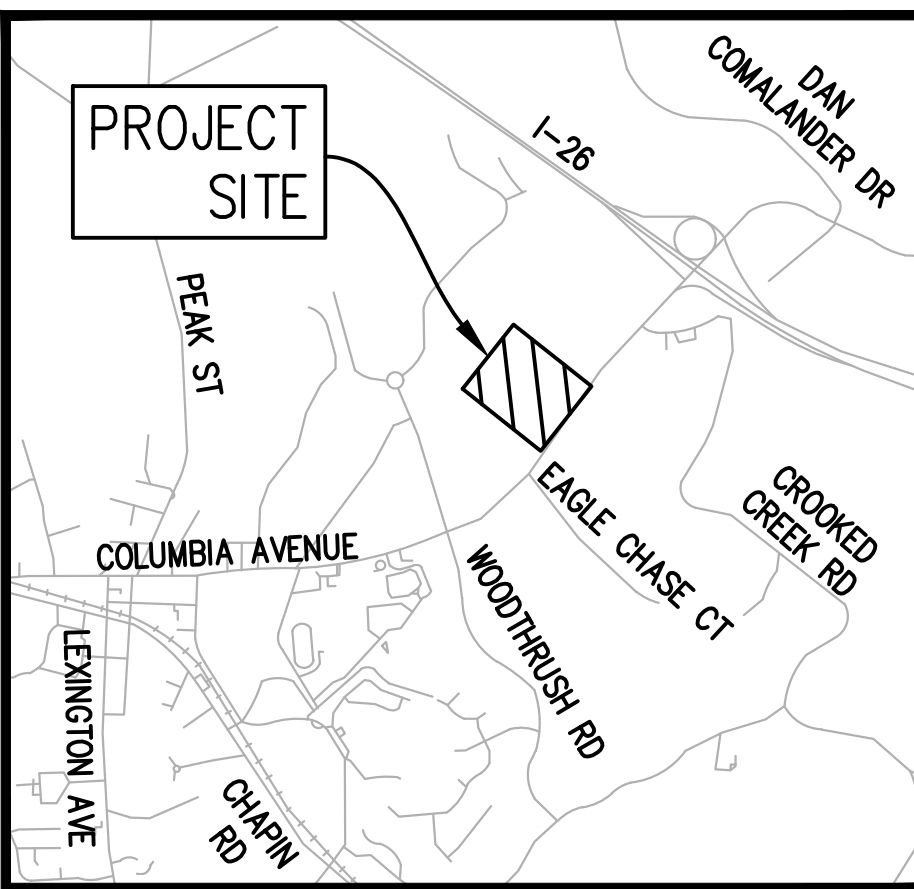 PROJECT
SITE
I-26
DAN
COMALANDER DR
PEAK ST
COLUMBIA AVENUE
EAGLE CHASE CT
CROOKED
CREEK RD
WOODTHRUSH RD
LEXINGTON AVE
CHAPIN
RD